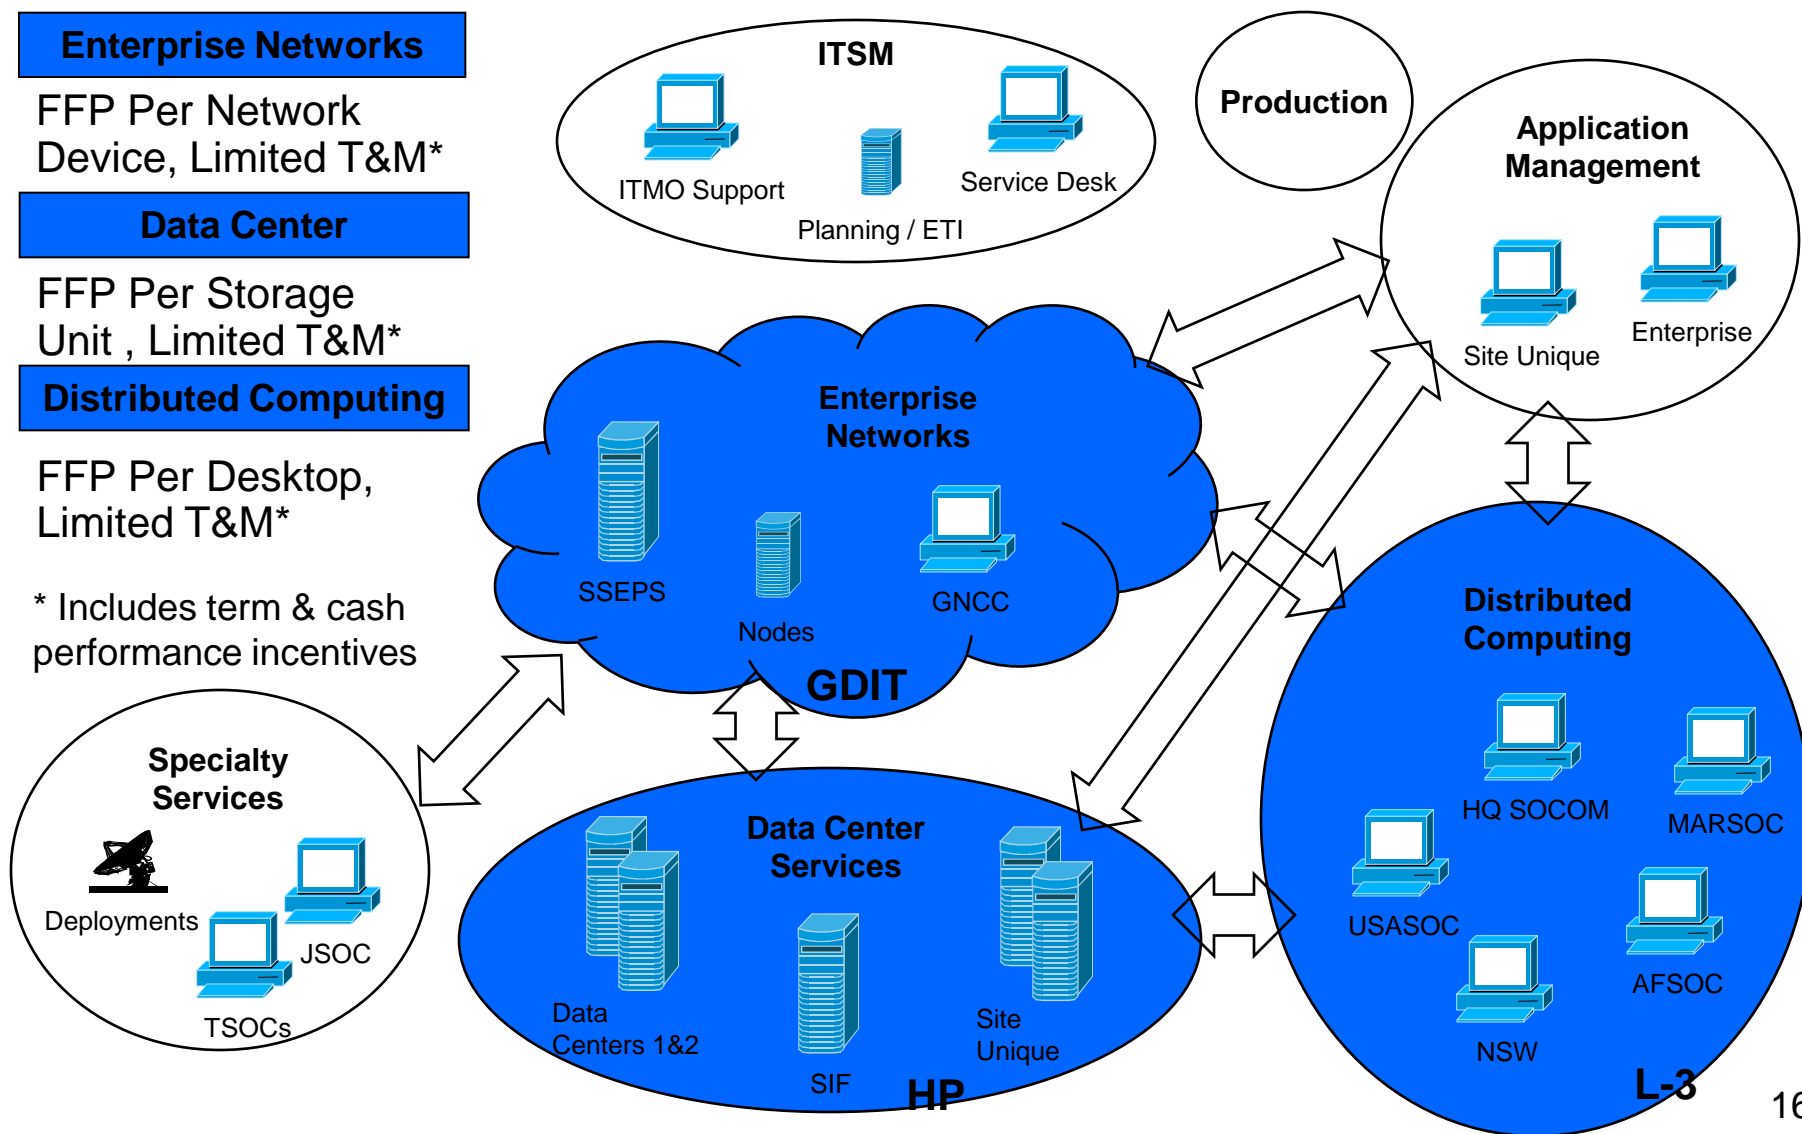 Enterprise Networks
FFP Per Network
Device, Limited T&M*
Data Center
FFP Per Storage
Unit , Limited T&M*
Distributed Computing
FFP Per Desktop,
Limited T&M*
* Includes term & cash
performance incentives
ITSM
ITMO Support
Service Desk
Planning / ETI
Production
Application
Management
Site Unique
Enterprise
Enterprise
Networks
SSEPS
Nodes
GNCC
GDIT
Specialty
Services
Deployments
JSOC
TSOCs
Data Center
Services
Data
Centers 1&2
SIF
Site
Unique
HP
Distributed
Computing
HQ SOCOM
MARSOC
USASOC
AFSOC
NSW
L-3
16